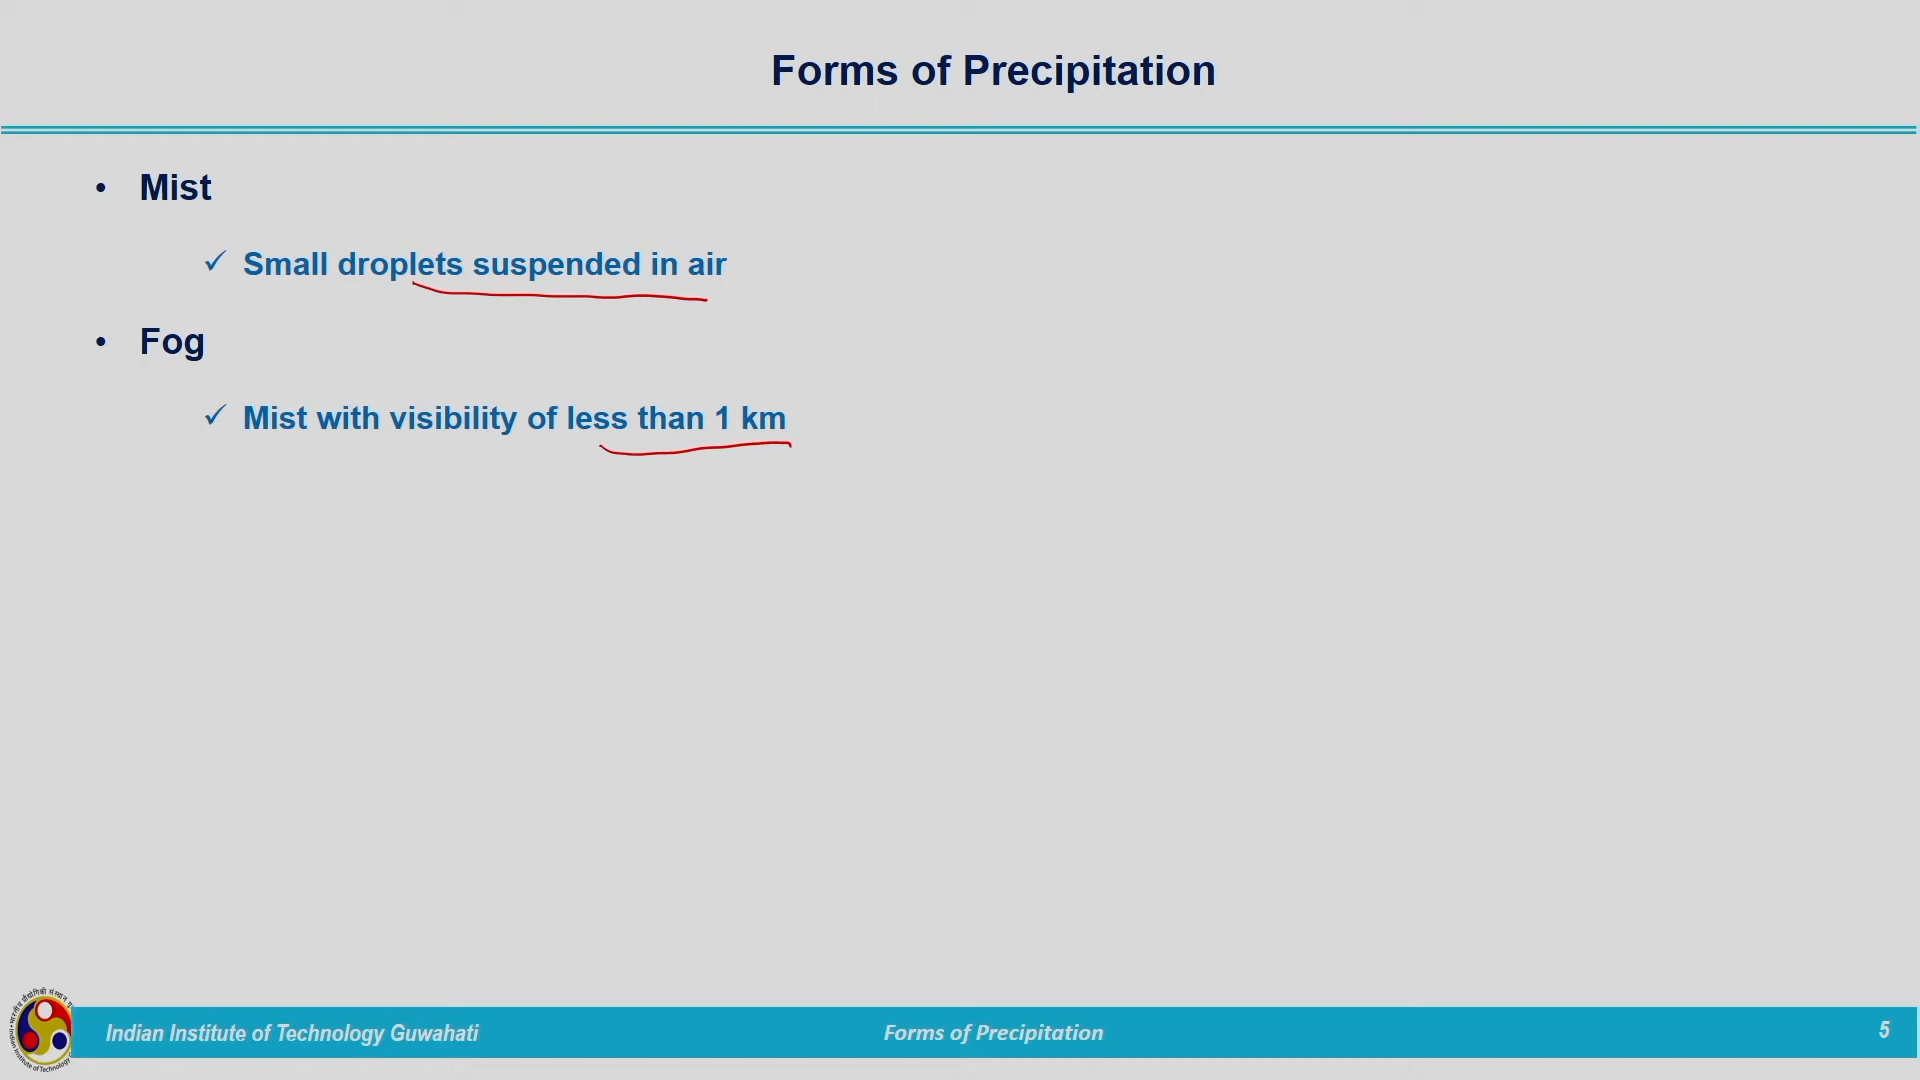 Forms of Precipitation
• Mist
✓ Small droplets suspended in air
• Fog
✓ Mist with visibility of less than 1 km
Indian Institute of Technology Guwahati
Forms of Precipitation
5